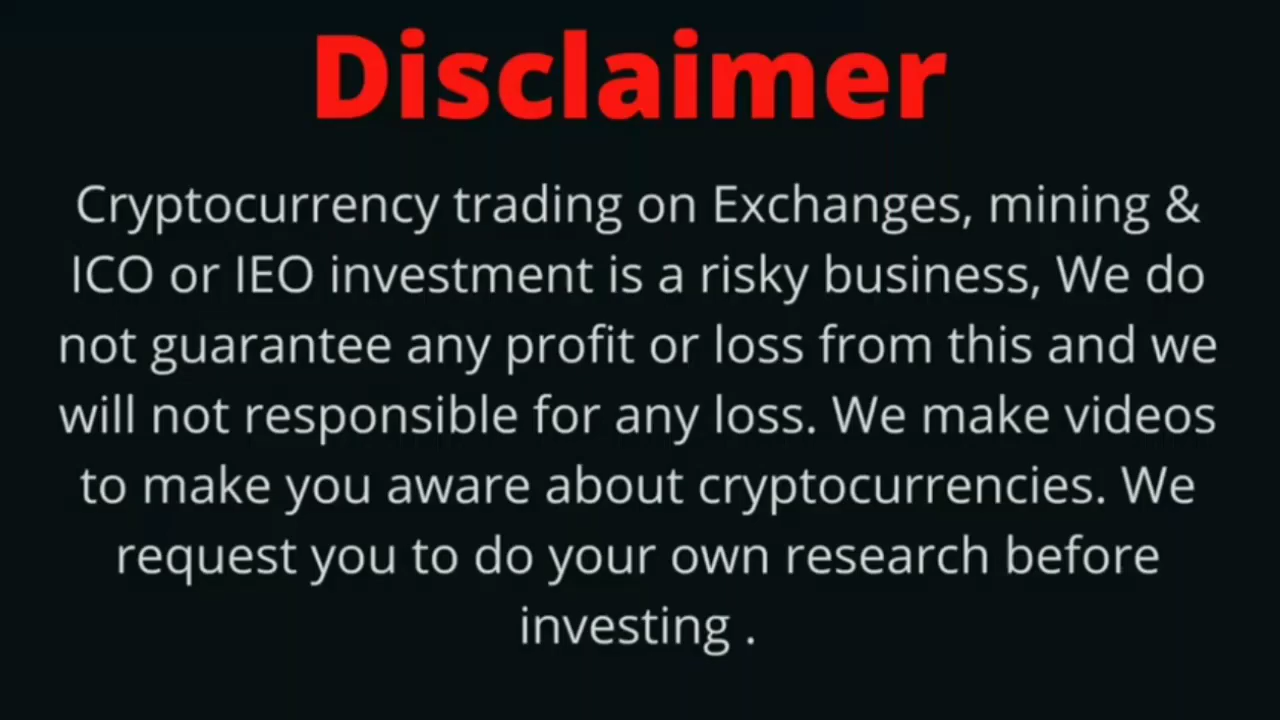 Disclaimer
Cryptocurrency trading on Exchanges, mining &
ICO or IEO investment is a risky business, We do
not guarantee any profit or loss from this and we
will not responsible for any loss. We make videos
to make you aware about cryptocurrencies. We
request you to do your own research before
investing .